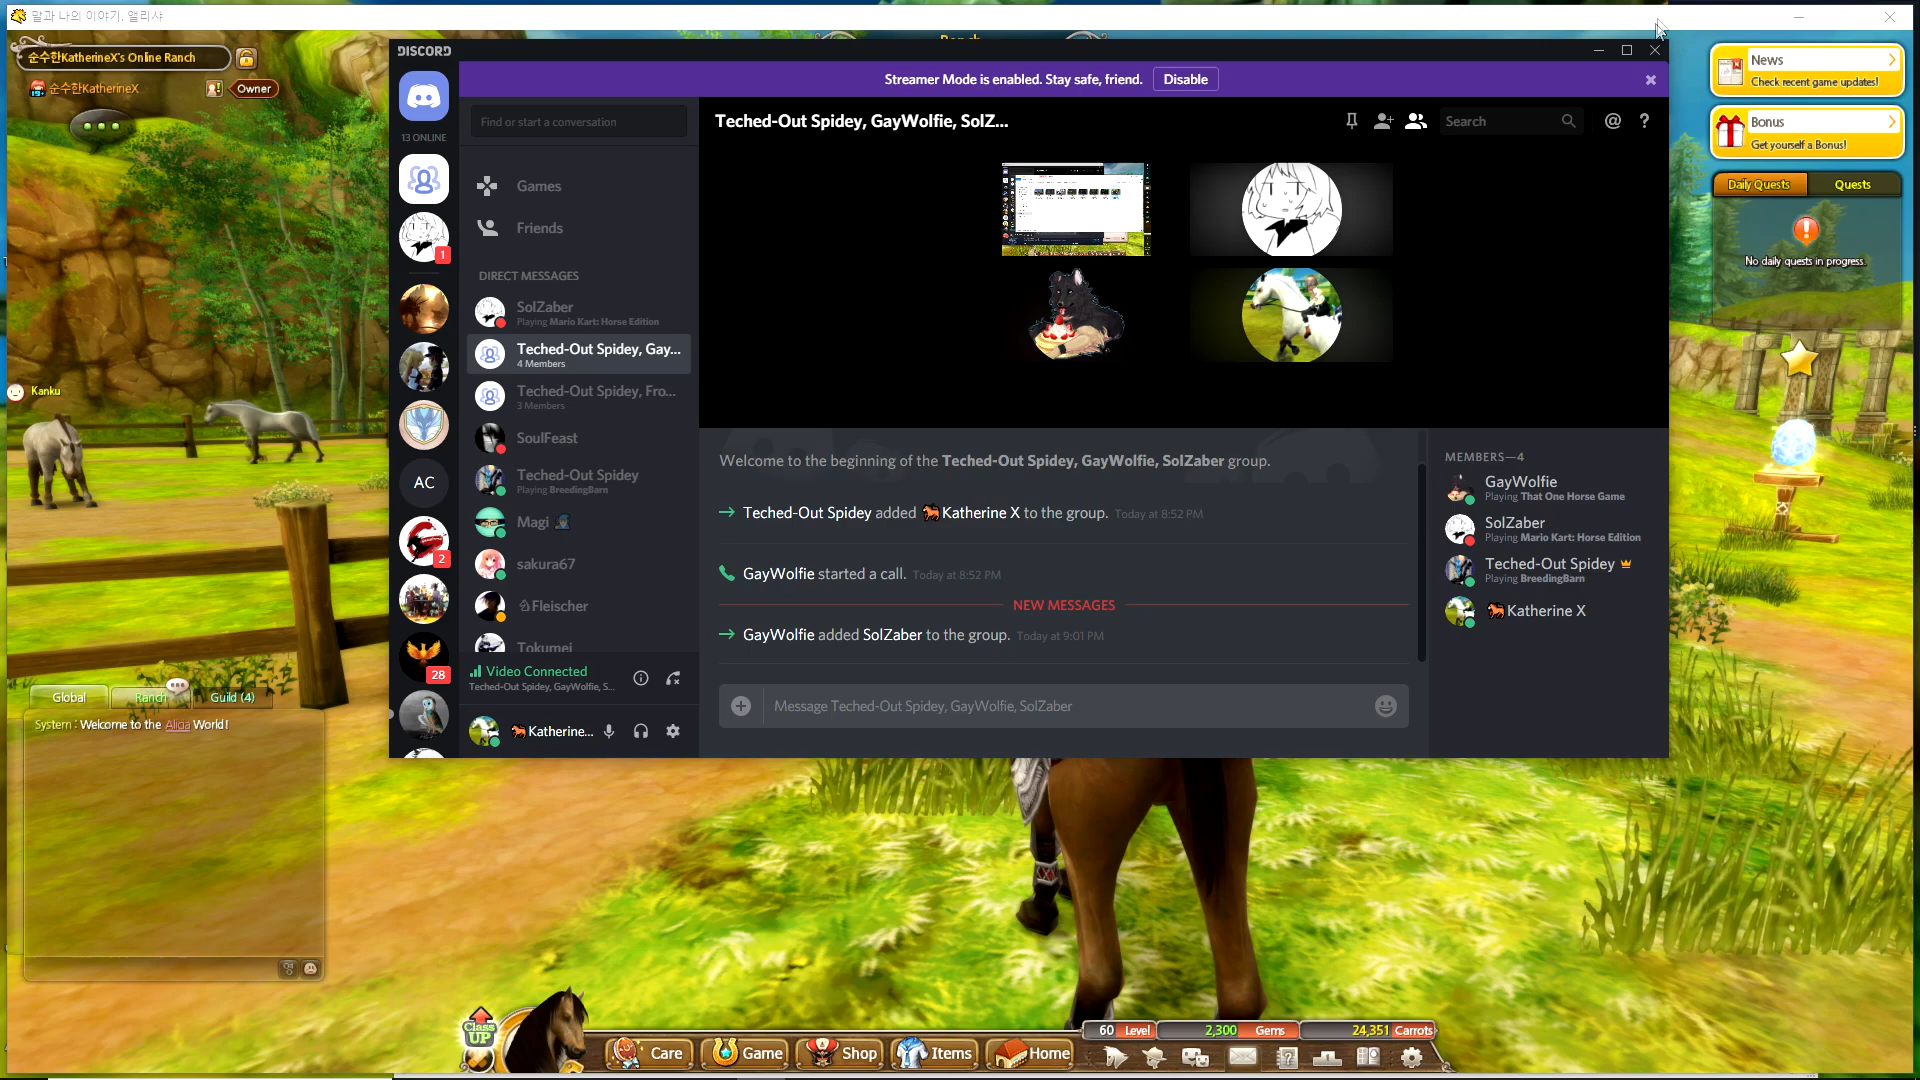 말과 나의 이야기, 앨리샤
순수한KatherineX's Online Ranch
순수한KatherineX
Owner
Kanku
DISCORD
Streamer Mode is enabled. Stay safe, friend.
Disable
13 ONLINE
1
AC
2
28
Find or start a conversation
Games
Friends
DIRECT MESSAGES
SolZaber
Playing Mario Kart: Horse Edition
Teched-Out Spidey, Gay...
4 Members
Teched-Out Spidey, Fro...
3 Members
SoulFeast
Teched-Out Spidey
Playing BreedingBarn
Magi
sakura67
Fleischer
Tokumei
Video Connected
Teched-Out Spidey, GayWolfie, S...
Katherine...
Teched-Out Spidey, GayWolfie, SolZ...
Search
Welcome to the beginning of the Teched-Out Spidey, GayWolfie, SolZaber group.
Teched-Out Spidey added Katherine X to the group. Today at 8:52 PM
GayWolfie started a call. Today at 8:52 PM
NEW MESSAGES
GayWolfie added SolZaber to the group. Today at 9:01 PM
Message Teched-Out Spidey, GayWolfie, SolZaber
MEMBERS—4
GayWolfie
Playing That One Horse Game
SolZaber
Playing Mario Kart: Horse Edition
Teched-Out Spidey
Playing BreedingBarn
Katherine X
News
Check recent game updates!
Bonus
Get yourself a Bonus!
Daily Quests Quests
No daily quests in progress.
Global Ranch Guild (4)
System : Welcome to the Alicia World!
Class
UP
Care Game Shop Items Home
60 Level 2,300 Gems 24,351 Carrots